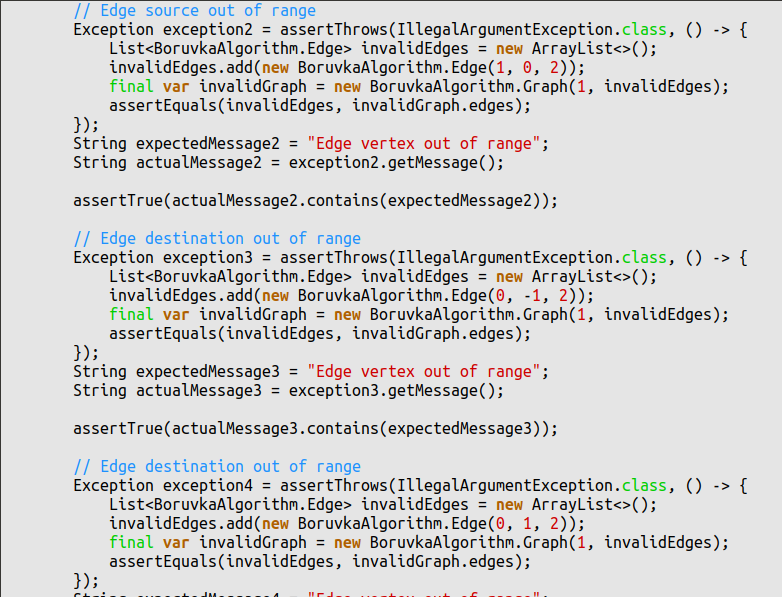 // Edge source out of range
Exception exception2 = assertThrows(IllegalArgumentException.class, () -> {
    List<BoruvkaAlgorithm.Edge> invalidEdges = new ArrayList<>();
    invalidEdges.add(new BoruvkaAlgorithm.Edge(1, 0, 2));
    final var invalidGraph = new BoruvkaAlgorithm.Graph(1, invalidEdges);
    assertEquals(invalidEdges, invalidGraph.edges);
});
String expectedMessage2 = "Edge vertex out of range";
String actualMessage2 = exception2.getMessage();

assertTrue(actualMessage2.contains(expectedMessage2));

// Edge destination out of range
Exception exception3 = assertThrows(IllegalArgumentException.class, () -> {
    List<BoruvkaAlgorithm.Edge> invalidEdges = new ArrayList<>();
    invalidEdges.add(new BoruvkaAlgorithm.Edge(0, -1, 2));
    final var invalidGraph = new BoruvkaAlgorithm.Graph(1, invalidEdges);
    assertEquals(invalidEdges, invalidGraph.edges);
});
String expectedMessage3 = "Edge vertex out of range";
String actualMessage3 = exception3.getMessage();

assertTrue(actualMessage3.contains(expectedMessage3));

// Edge destination out of range
Exception exception4 = assertThrows(IllegalArgumentException.class, () -> {
    List<BoruvkaAlgorithm.Edge> invalidEdges = new ArrayList<>();
    invalidEdges.add(new BoruvkaAlgorithm.Edge(0, 1, 2));
    final var invalidGraph = new BoruvkaAlgorithm.Graph(1, invalidEdges);
    assertEquals(invalidEdges, invalidGraph.edges);
});
String expectedMessage4 = "Edge vertex out of range";